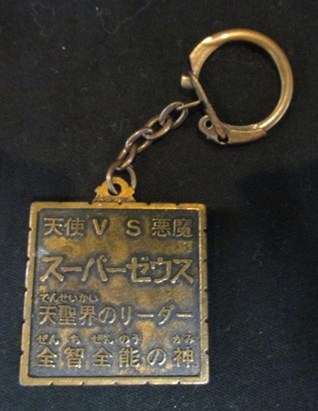 天使VS悪魔
スーパーゼウス
てんせいかい
天聖界のリーダー
ぜんちぜんのう かみ
全智全能の神